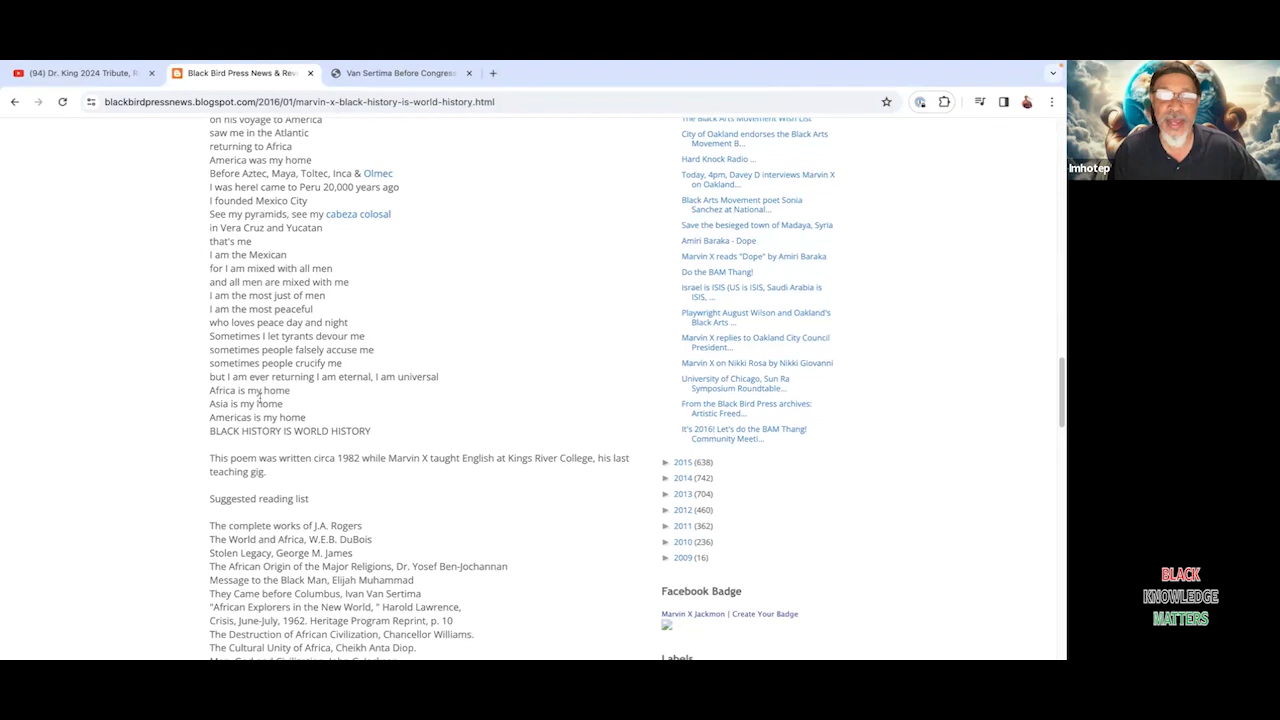 (94) Dr. King 2024 Tribute, R
Black Bird Press News & Revi
Van Sertima Before Congress
blackbirdpressnews.blogspot.com/2016/01/marvin-x-black-history-is-world-history.html
on his voyage to America
saw me in the Atlantic
returning to Africa
America was my home
Before Aztec, Maya, Toltec, Inca & Olmec
I was hereI came to Peru 20,000 years ago
I founded Mexico City
See my pyramids, see my cabeza colosal
in Vera Cruz and Yucatan
that's me
I am the Mexican
for I am mixed with all men
and all men are mixed with me
I am the most just of men
I am the most peaceful
who loves peace day and night
Sometimes I let tyrants devour me
sometimes people falsely accuse me
sometimes people crucify me
but I am ever returning I am eternal, I am universal
Africa is my home
Asia is my home
Americas is my home
BLACK HISTORY IS WORLD HISTORY
This poem was written circa 1982 while Marvin X taught English at Kings River College, his last
teaching gig.
Suggested reading list
The complete works of J.A. Rogers
The World and Africa, W.E.B. DuBois
Stolen Legacy, George M. James
The African Origin of the Major Religions, Dr. Yosef Ben-Jochannan
Message to the Black Man, Elijah Muhammad
They Came before Columbus, Ivan Van Sertima
"African Explorers in the New World, " Harold Lawrence,
Crisis, June-July, 1962. Heritage Program Reprint, p. 10
The Destruction of African Civilization, Chancellor Williams.
The Cultural Unity of Africa, Cheikh Anta Diop.
Man, God and Civilization, John G. Jackson
The Black Arts Movement Wish List
City of Oakland endorses the Black Arts
Movement B...
Hard Knock Radio ...
Today, 4pm, Davey D interviews Marvin X
on Oakland...
Black Arts Movement poet Sonia
Sanchez at National...
Save the besieged town of Madaya, Syria
Amiri Baraka - Dope
Marvin X reads "Dope" by Amiri Baraka
Do the BAM Thang!
Israel is ISIS (US is ISIS, Saudi Arabia is
ISIS, ...
Playwright August Wilson and Oakland's
Black Arts ...
Marvin X replies to Oakland City Council
President...
Marvin X on Nikki Rosa by Nikki Giovanni
University of Chicago, Sun Ra
Symposium Roundtable...
From the Black Bird Press archives:
Artistic Freed...
It's 2016! Let's do the BAM Thang!
Community Meeti...
2015 (638)
2014 (742)
2013 (704)
2012 (460)
2011 (362)
2010 (236)
2009 (16)
Facebook Badge
Marvin X Jackmon | Create Your Badge
Labels
Imhotep
BLACK
KNOWLEDGE
MATTERS